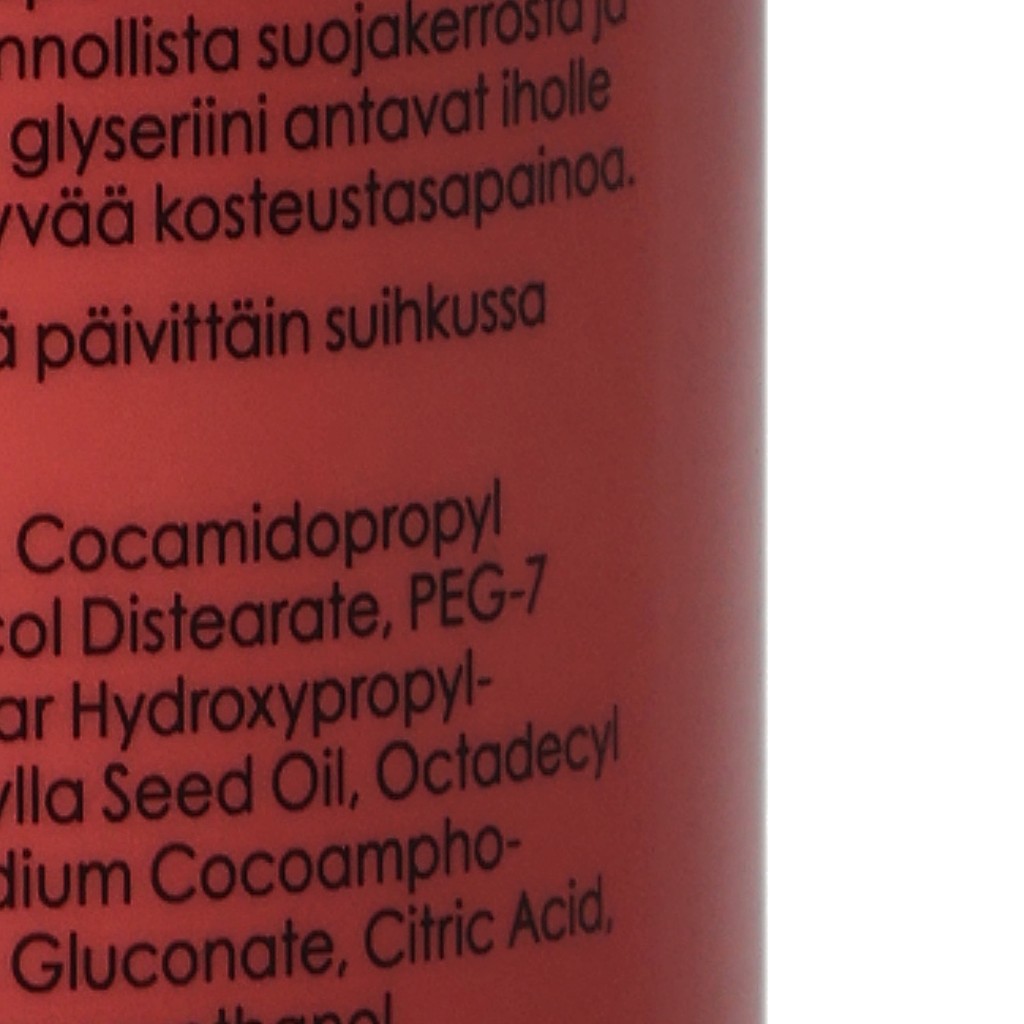 nnollista suojakerrosta ja
glyseriini antavat iholle
yvää kosteustasapainoa.
ä päivittäin suihkussa
Cocamidopropyl
col Distearate, PEG-7
ar Hydroxypropyl-
ylla Seed Oil, Octadecyl
dium Cocoampho-
Gluconate, Citric Acid,